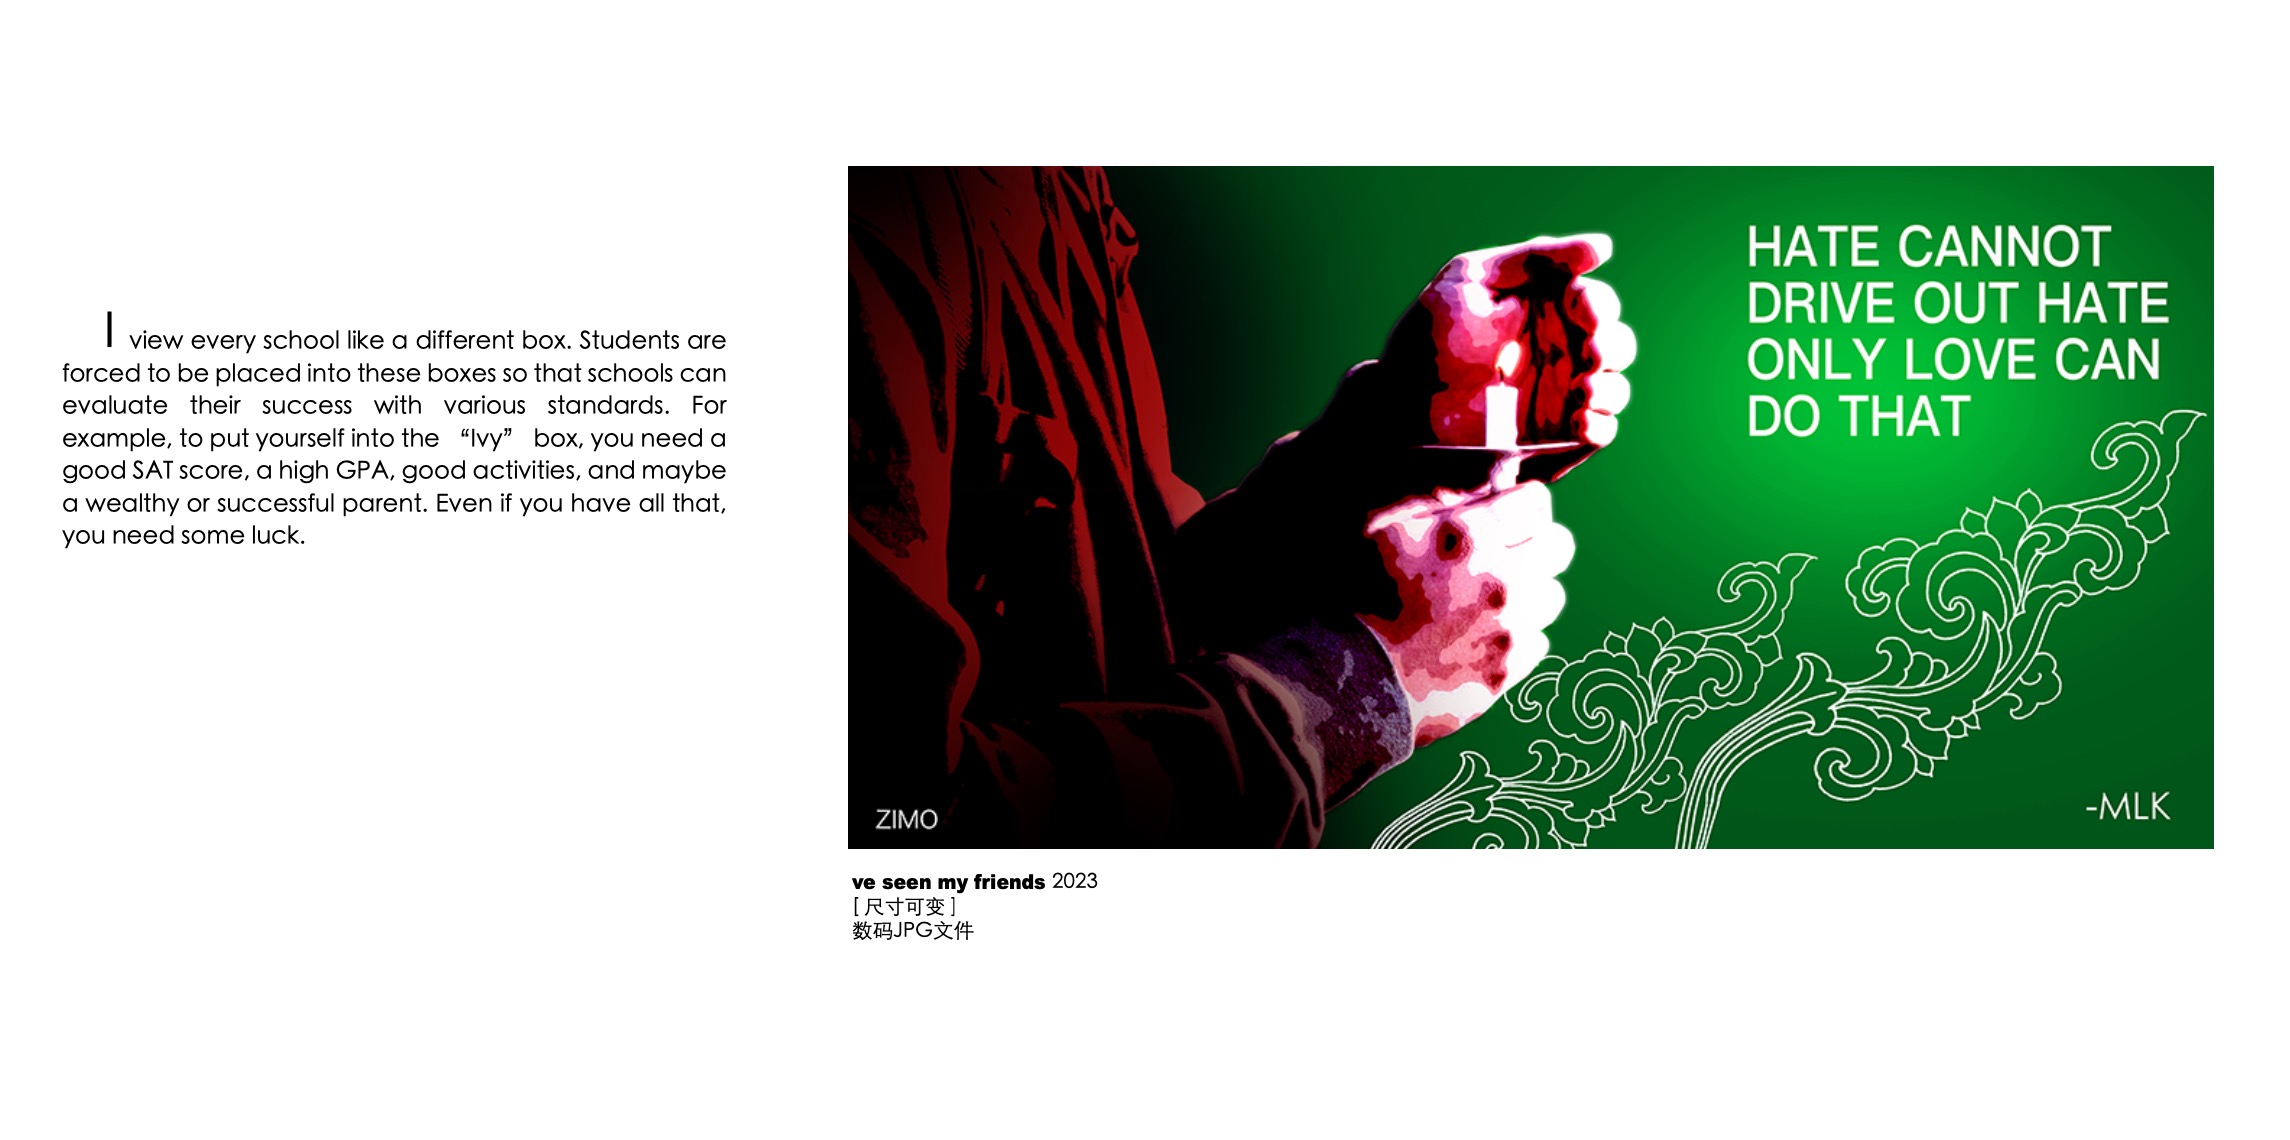 I view every school like a different box. Students are
forced to be placed into these boxes so that schools can
evaluate their success with various standards. For
example, to put yourself into the “Ivy” box, you need a
good SAT score, a high GPA, good activities, and maybe
a wealthy or successful parent. Even if you have all that,
you need some luck.
HATE CANNOT
DRIVE OUT HATE
ONLY LOVE CAN
DO THAT
-MLK
ZIMO
ve seen my friends 2023
[ 尺寸可变 ]
数码JPG文件